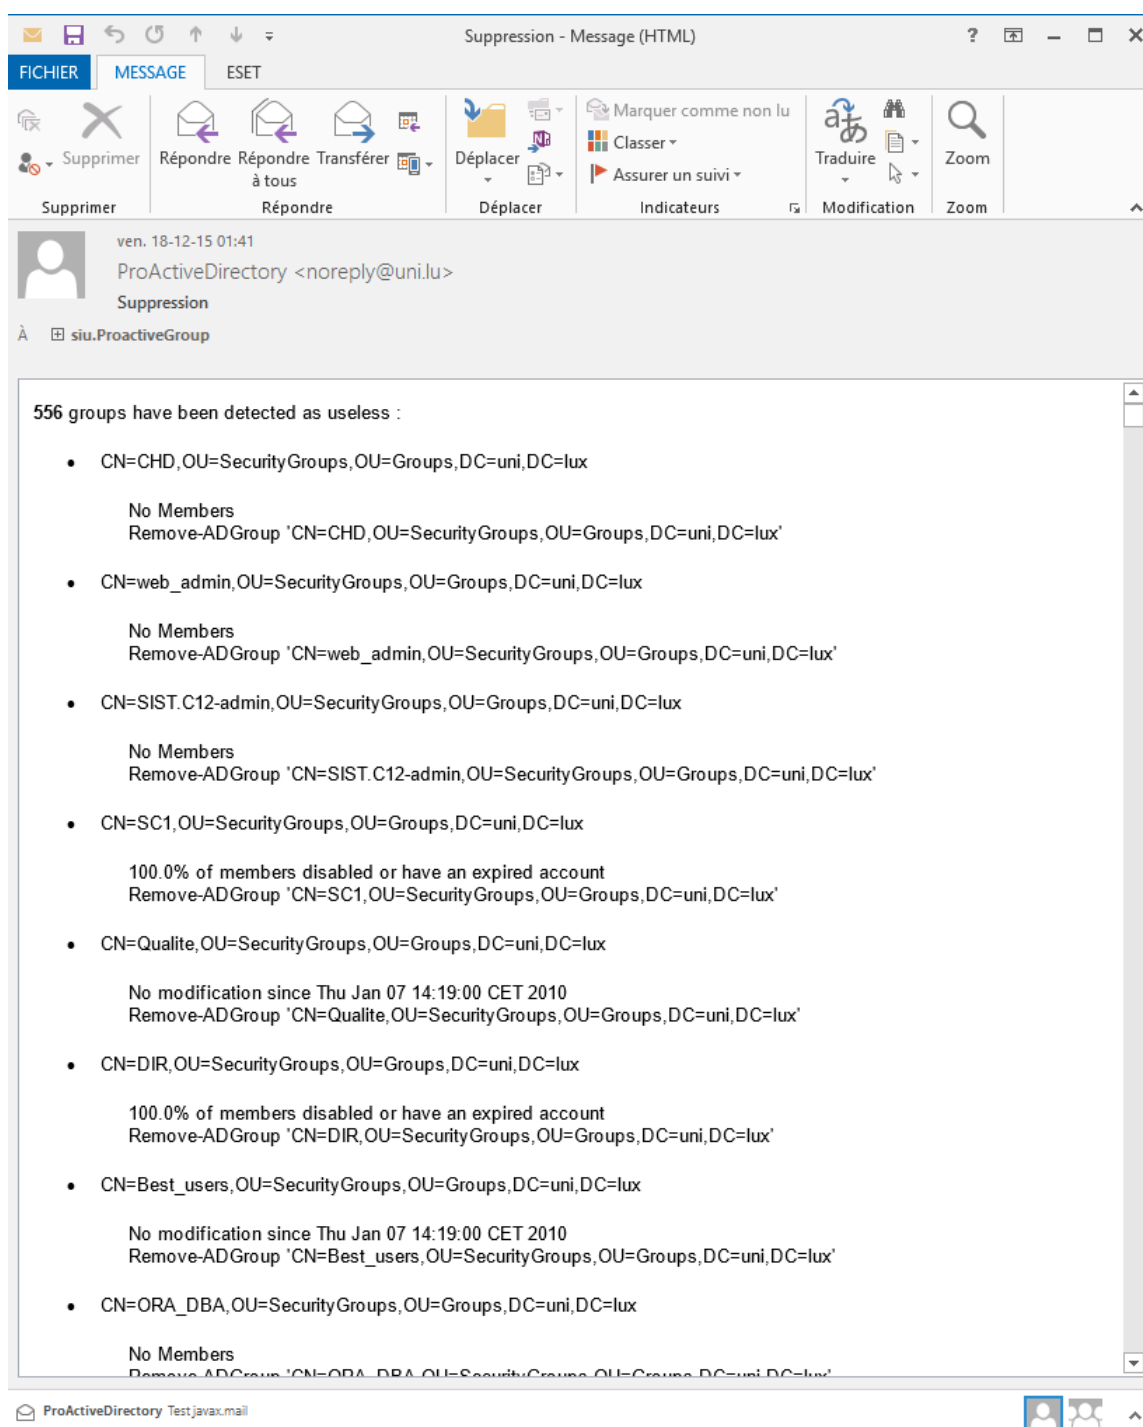 Suppression - Message (HTML)
?
FICHIER MESSAGE ESET
Supprimer
Répondre Répondre à tous Transférer
Déplacer
Marquer comme non lu
Classer
Assurer un suivi
Traduire
Zoom
Supprimer Répondre Déplacer Indicateurs Modification Zoom
ven. 18-12-15 01:41
ProActiveDirectory <noreply@uni.lu>
Suppression
À siu.ProactiveGroup
556 groups have been detected as useless :
• CN=CHD,OU=SecurityGroups,OU=Groups,DC=uni,DC=lux
No Members
Remove-ADGroup 'CN=CHD,OU=SecurityGroups,OU=Groups,DC=uni,DC=lux'
• CN=web_admin,OU=SecurityGroups,OU=Groups,DC=uni,DC=lux
No Members
Remove-ADGroup 'CN=web_admin,OU=SecurityGroups,OU=Groups,DC=uni,DC=lux'
• CN=SIST.C12-admin,OU=SecurityGroups,OU=Groups,DC=uni,DC=lux
No Members
Remove-ADGroup 'CN=SIST.C12-admin,OU=SecurityGroups,OU=Groups,DC=uni,DC=lux'
• CN=SC1,OU=SecurityGroups,OU=Groups,DC=uni,DC=lux
100.0% of members disabled or have an expired account
Remove-ADGroup 'CN=SC1,OU=SecurityGroups,OU=Groups,DC=uni,DC=lux'
• CN=Qualite,OU=SecurityGroups,OU=Groups,DC=uni,DC=lux
No modification since Thu Jan 07 14:19:00 CET 2010
Remove-ADGroup 'CN=Qualite,OU=SecurityGroups,OU=Groups,DC=uni,DC=lux'
• CN=DIR,OU=SecurityGroups,OU=Groups,DC=uni,DC=lux
100.0% of members disabled or have an expired account
Remove-ADGroup 'CN=DIR,OU=SecurityGroups,OU=Groups,DC=uni,DC=lux'
• CN=Best_users,OU=SecurityGroups,OU=Groups,DC=uni,DC=lux
No modification since Thu Jan 07 14:19:00 CET 2010
Remove-ADGroup 'CN=Best_users,OU=SecurityGroups,OU=Groups,DC=uni,DC=lux'
• CN=ORA_DBA,OU=SecurityGroups,OU=Groups,DC=uni,DC=lux
No Members
Remove-ADGroup 'CN=ORA_DBA,OU=SecurityGroups,OU=Groups,DC=uni,DC=lux'
ProActiveDirectory Test javax.mail